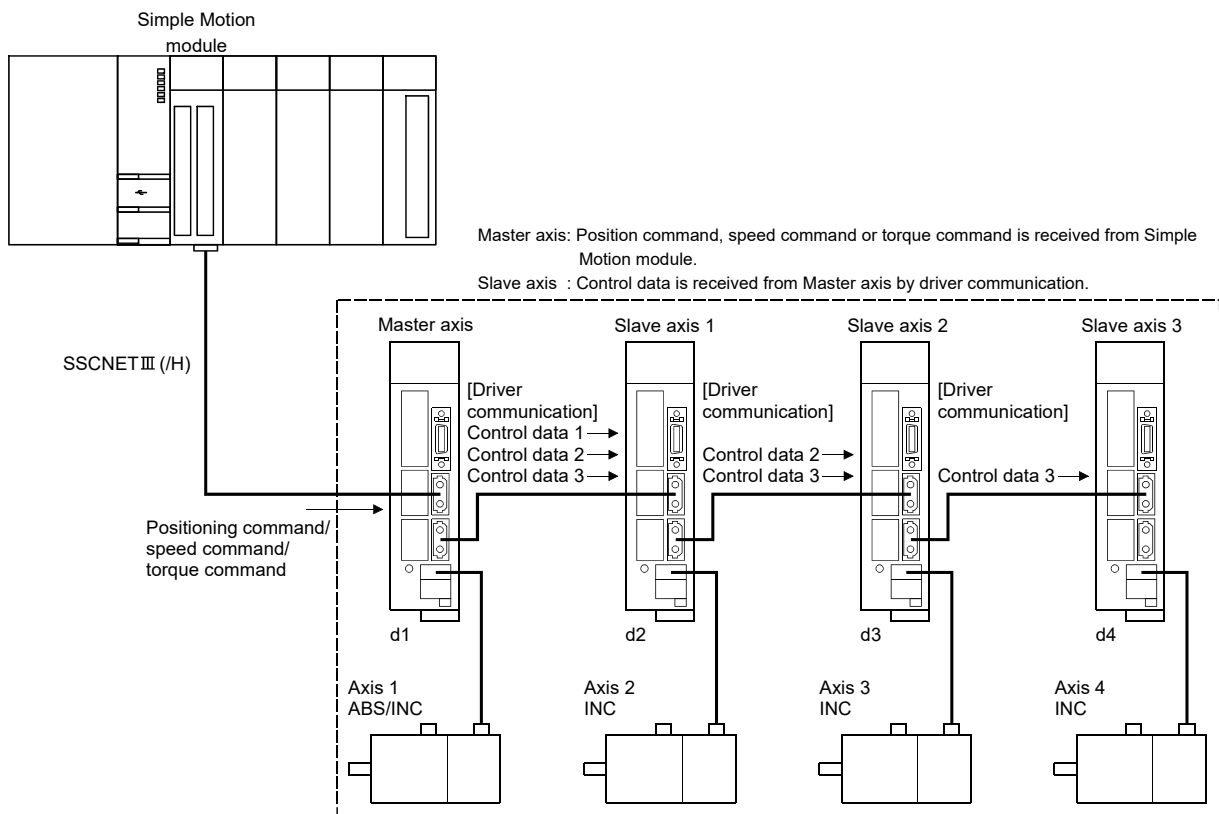 Simple Motion
module
Master axis: Position command, speed command or torque command is received from Simple
Motion module.
Slave axis : Control data is received from Master axis by driver communication.
SSCNETⅢ (/H)
Master axis
Slave axis 1
Slave axis 2
Slave axis 3
[Driver
communication]
Control data 1
Control data 2
Control data 3
[Driver
communication]
Control data 2
Control data 3
[Driver
communication]
Control data 3
Positioning command/
speed command/
torque command
d1
d2
d3
d4
Axis 1
ABS/INC
Axis 2
INC
Axis 3
INC
Axis 4
INC